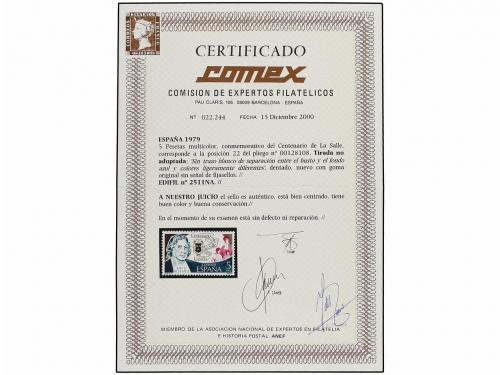 CERTIFICADO
comex
COMISION DE EXPERTOS FILATELICOS
PAU CLARIS, 106 08009 BARCELONA - ESPAÑA
Nº 022.244 FECHA 15 Diciembre 2000
ESPAÑA 1979
5 Pesetas multicolor, conmemorativo del Centenario de La Salle,
corresponde a la posición 22 del pliego nº 00128108. Tirada no
adoptada: 'Sin trazo blanco de separación entre el busto y el fondo
azul y colores ligeramente diferentes'. dentado, nuevo con goma
original sin señal de fijasellos. //
EDIFIL nº 2511NA. //
A NUESTRO JUICIO el sello es auténtico, está bien centrado, tiene
buen color y buena conservación. //
En el momento de su examen está sin defecto ni reparación. //
ESPAÑA
5
MIEMBRO DE LA ASOCIACION NACIONAL DE EXPERTOS EN FILATELIA
E HISTORIA POSTAL. ANEF